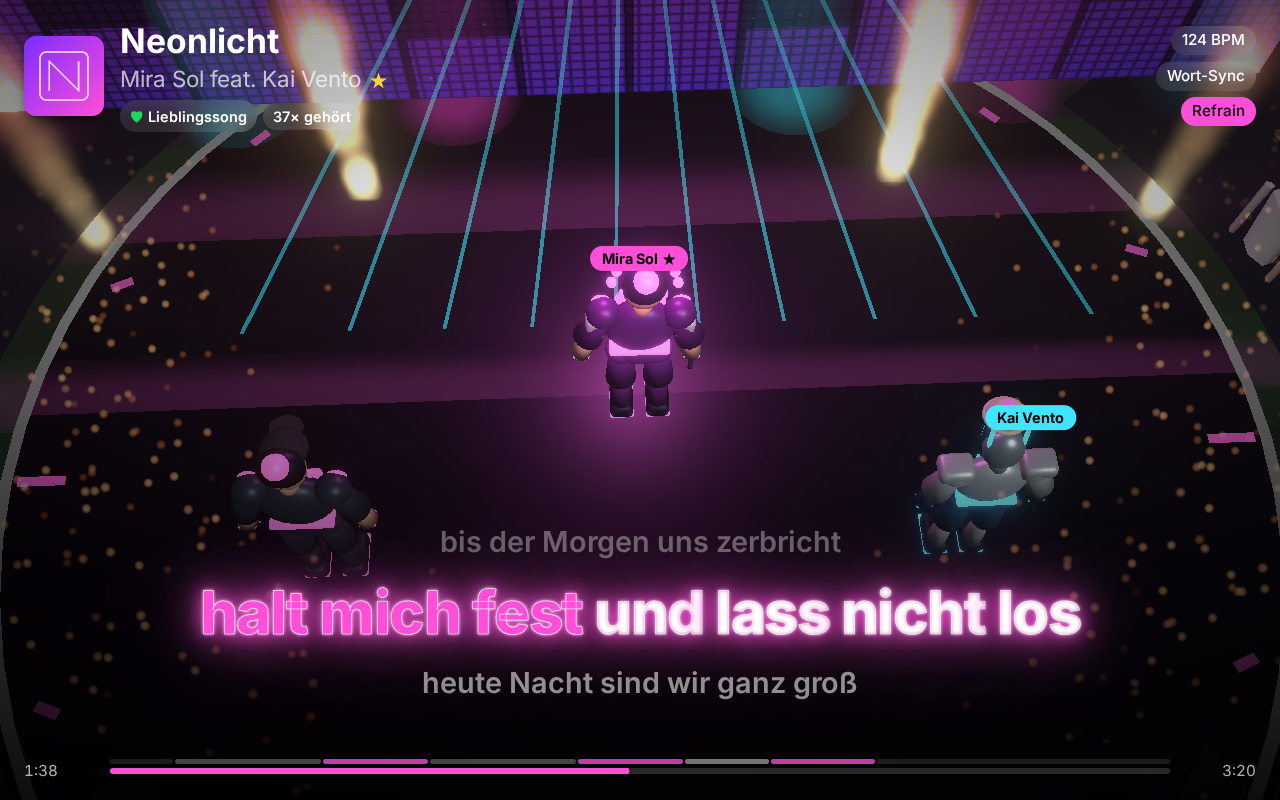 N
Neonlicht
Mira Sol feat. Kai Vento ★
Lieblingssong
37× gehört
124 BPM
Wort-Sync
Refrain
Mira Sol ★
Kai Vento
bis der Morgen uns zerbricht
halt mich fest und lass nicht los
heute Nacht sind wir ganz groß
1:38
3:20